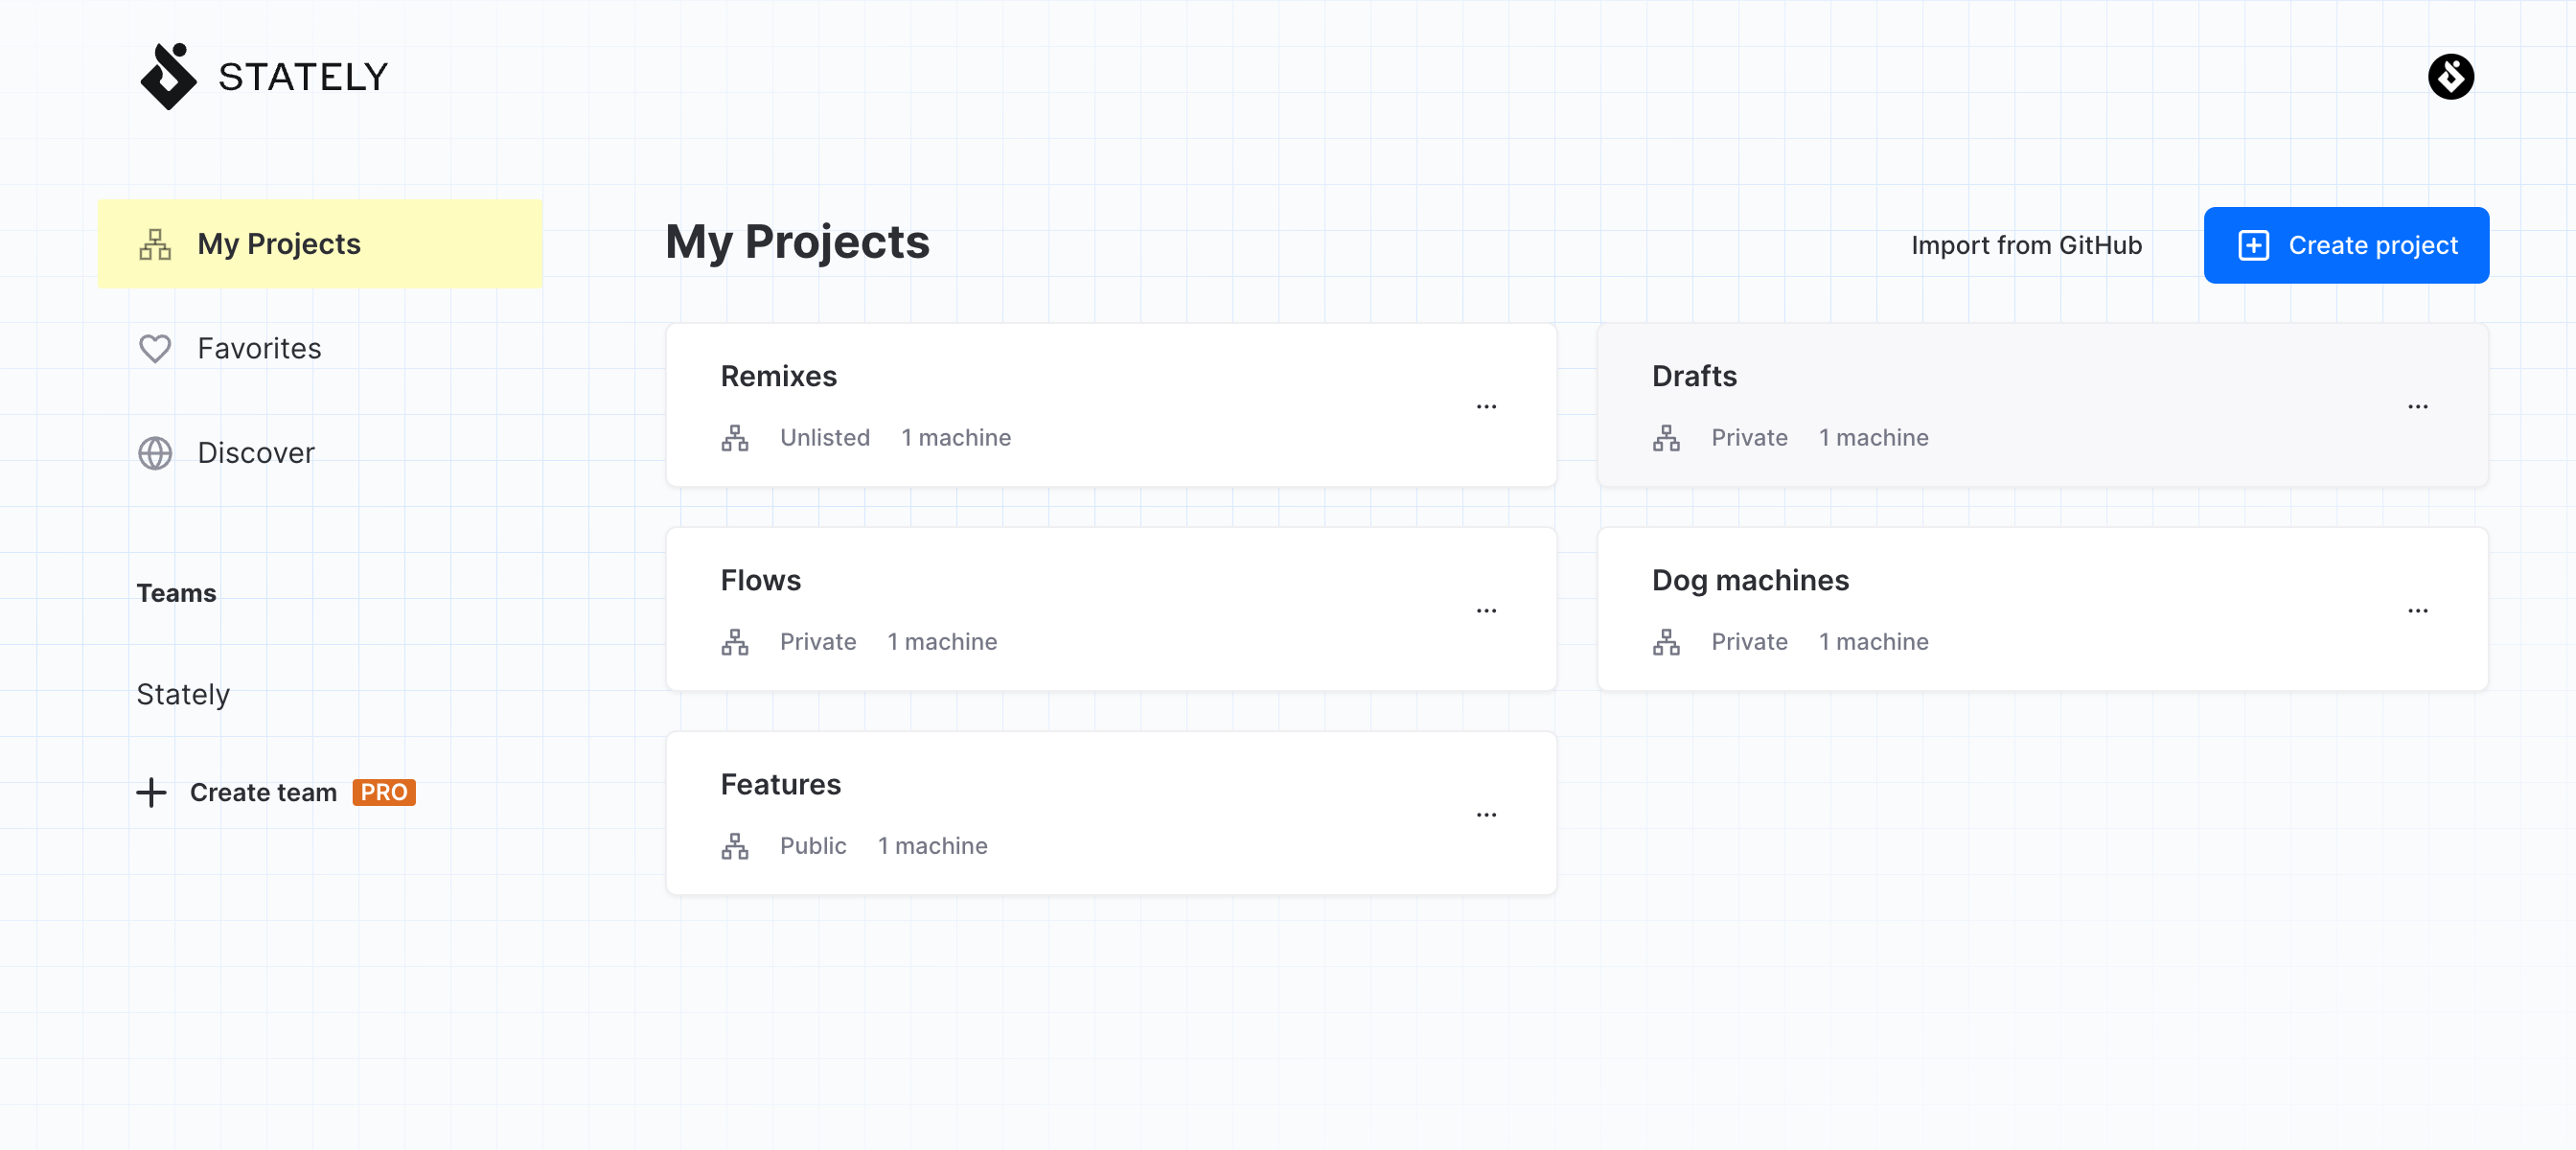 STATELY
My Projects
Favorites
Discover
Teams
Stately
Create team PRO
My Projects
Import from GitHub
Create project
Remixes
Unlisted 1 machine
Drafts
Private 1 machine
Flows
Private 1 machine
Dog machines
Private 1 machine
Features
Public 1 machine